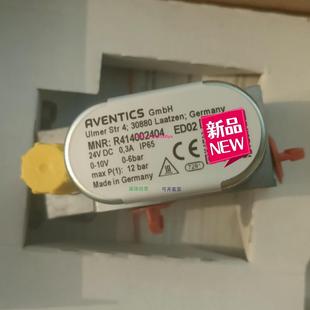 AVENTICS GmbH
Ulmer Str 4; 30880 Laatzen; Germany
MNR: R414002404 ED02
24V DC 0,3A IP65
0-10V 0-6bar
max P(1): 12 bar
Made in Germany
CE
新品
NEW